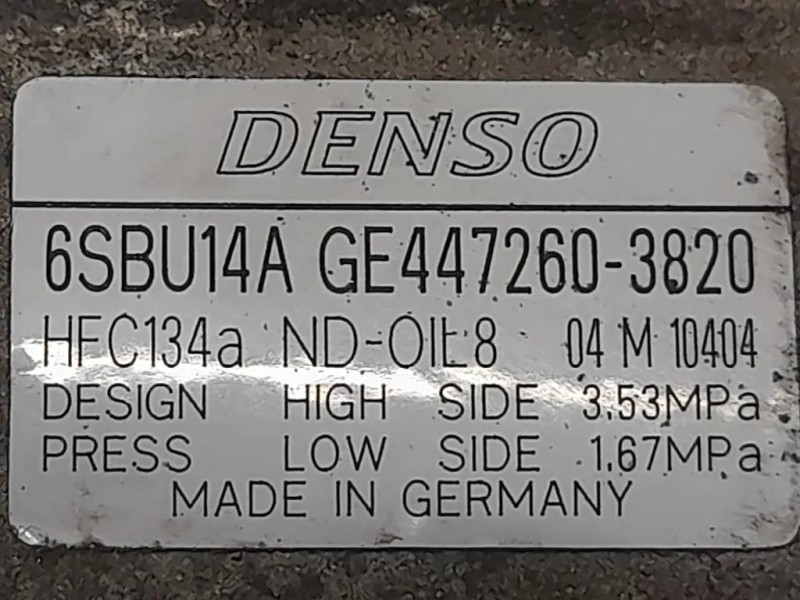 DENSO
6SBU14A GE447260-3820
HFC134a ND-OIL8 04 M 10404
DESIGN HIGH SIDE 3.53MPa
PRESS LOW SIDE 1.67MPa
MADE IN GERMANY